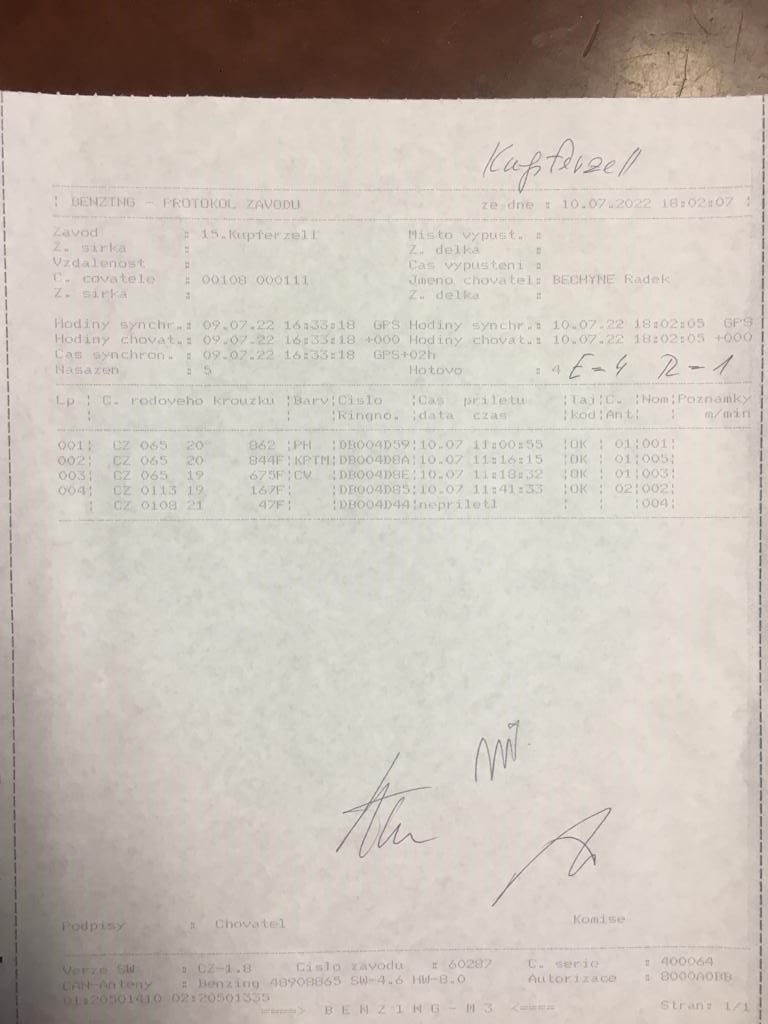 Kupferzell
BENZING - PROTOKOL ZAVODU ze dne : 10.07.2022 18:02:07
Zavod : 15.Kupferzell Misto vypust. :
Z. sirka : Z. delka :
Vzdalenost : Cas vypusteni :
C. covatele : 00108 000111 Jmeno chovatel: BECHYNE Radek
Z. sirka : Z. delka :
Hodiny synchr.: 09.07.22 16:33:18 GPS Hodiny synchr.: 10.07.22 18:02:05 GPS
Hodiny chovat.: 09.07.22 16:33:18 +000 Hodiny chovat.: 10.07.22 18:02:05 +000
Cas synchron. : 09.07.22 16:33:18 GPS+02h
Nasazen : 5 Hotovo : 4 E=4 R=1
Lp ¦ C. rodoveho krouzku ¦Barv¦Cislo ¦Cas priletu ¦Taj¦C. ¦Nom¦Poznamky
¦ ¦ ¦Ringno.¦data czas ¦kod¦Ant¦ ¦ m/min
001¦ CZ 065 20 862 ¦PH ¦DB004D59¦10.07 11:00:55 ¦OK ¦ 01¦001¦
002¦ CZ 065 20 844F¦KPTM¦DB004D8A¦10.07 11:16:15 ¦OK ¦ 01¦005¦
003¦ CZ 065 19 675F¦CV ¦DB004D8E¦10.07 11:18:32 ¦OK ¦ 01¦003¦
004¦ CZ 0113 19 167F¦ ¦DB004D85¦10.07 11:41:33 ¦OK ¦ 02¦002¦
¦ CZ 0108 21 47F¦ ¦DB004D44¦nepriletl ¦ ¦ ¦004¦
Podpisy : Chovatel Komise
Verze SW : CZ-1.8 Cislo zavodu : 60287 C. serie : 400064
CAN-Anteny : Benzing 48908865 SW-4.6 HW-8.0 Autorizace : 8000A0BB
01:20501410 02:20501335
====> B E N Z I N G - M 3 <==== Stran: 1/1